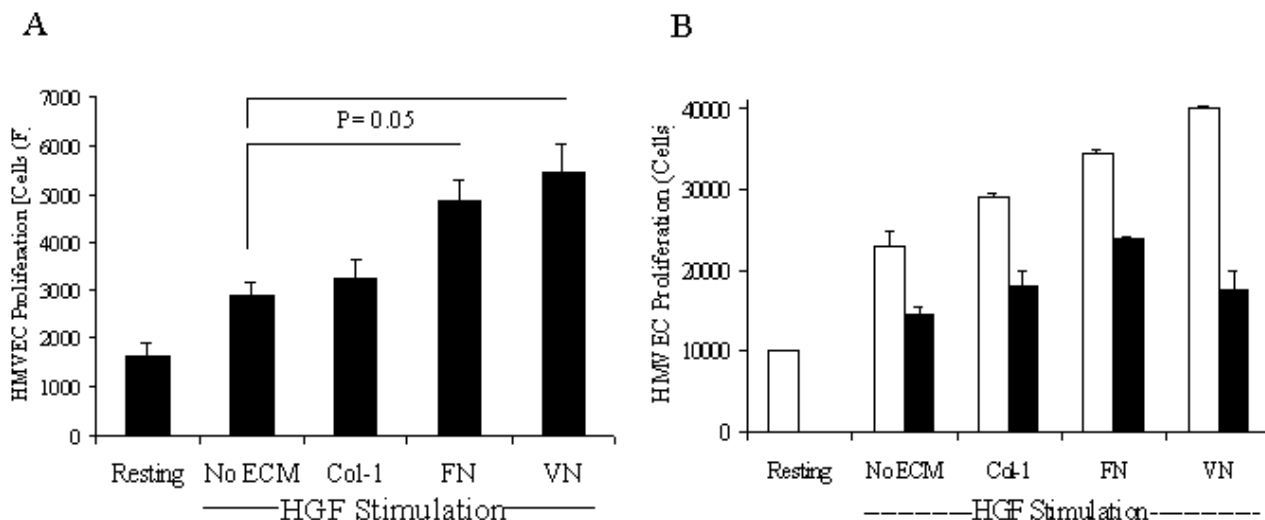 A
HMVEC Proliferation [Cells (F.
7000
6000
5000
4000
3000
2000
1000
0
P= 0.05
Resting No ECM Col-1 FN VN
HGF Stimulation
B
HMVEC Proliferation (Cells)
40000
30000
20000
10000
0
Resting No ECM Col-1 FN VN
HGF Stimulation